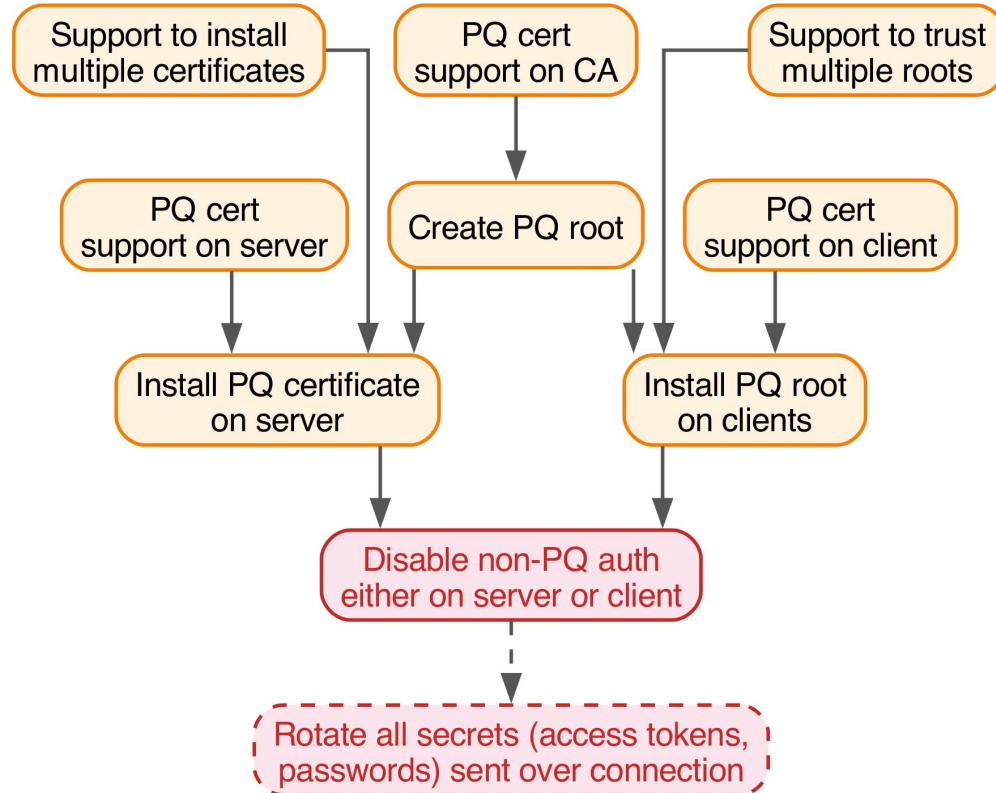 Support to install
multiple certificates
PQ cert
support on CA
Support to trust
multiple roots
PQ cert
support on server
Create PQ root
PQ cert
support on client
Install PQ certificate
on server
Install PQ root
on clients
Disable non-PQ auth
either on server or client
Rotate all secrets (access tokens,
passwords) sent over connection